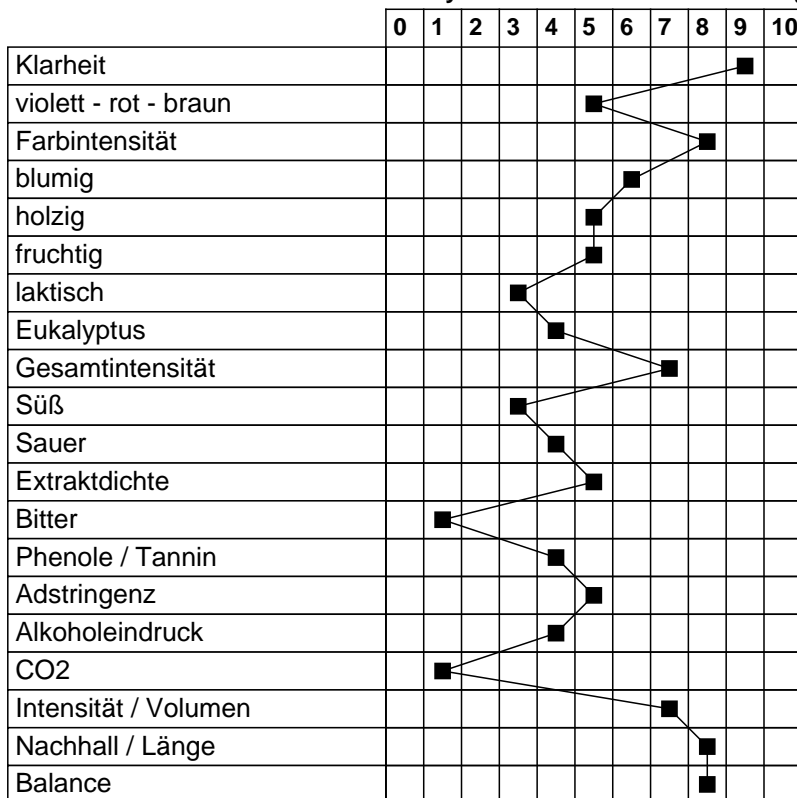 0 1 2 3 4 5 6 7 8 9 10
Klarheit
violett - rot - braun
Farbintensität
blumig
holzig
fruchtig
laktisch
Eukalyptus
Gesamtintensität
Süß
Sauer
Extraktdichte
Bitter
Phenole / Tannin
Adstringenz
Alkoholeindruck
CO2
Intensität / Volumen
Nachhall / Länge
Balance